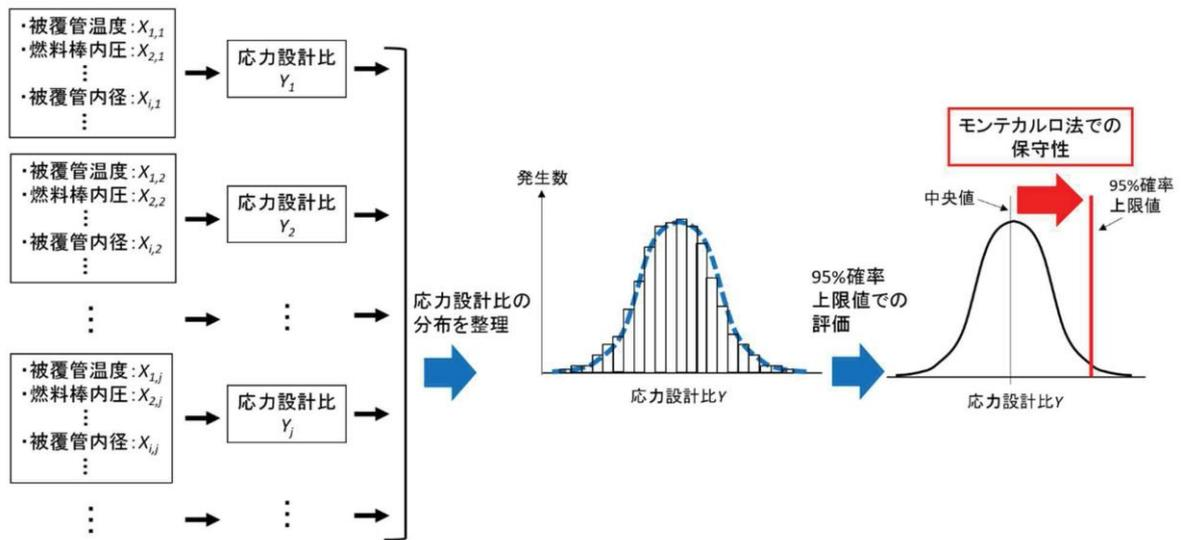 ・被覆管温度：X1,1
・燃料棒内圧：X2,1
⋮
・被覆管内径：Xi,1
⋮
応力設計比
Y1
・被覆管温度：X1,2
・燃料棒内圧：X2,2
⋮
・被覆管内径：Xi,2
⋮
応力設計比
Y2
⋮
⋮
・被覆管温度：X1,j
・燃料棒内圧：X2,j
⋮
・被覆管内径：Xi,j
⋮
応力設計比
Yj
⋮
⋮
応力設計比の
分布を整理
発生数
応力設計比Y
95%確率
上限値での
評価
モンテカルロ法での
保守性
中央値
95%確率
上限値
応力設計比Y